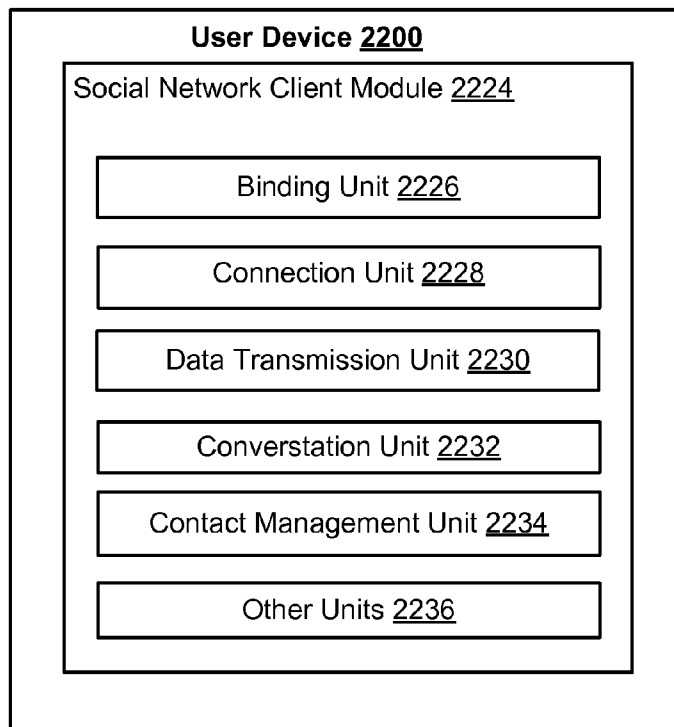 User Device 2200
Social Network Client Module 2224
Binding Unit 2226
Connection Unit 2228
Data Transmission Unit 2230
Converstation Unit 2232
Contact Management Unit 2234
Other Units 2236